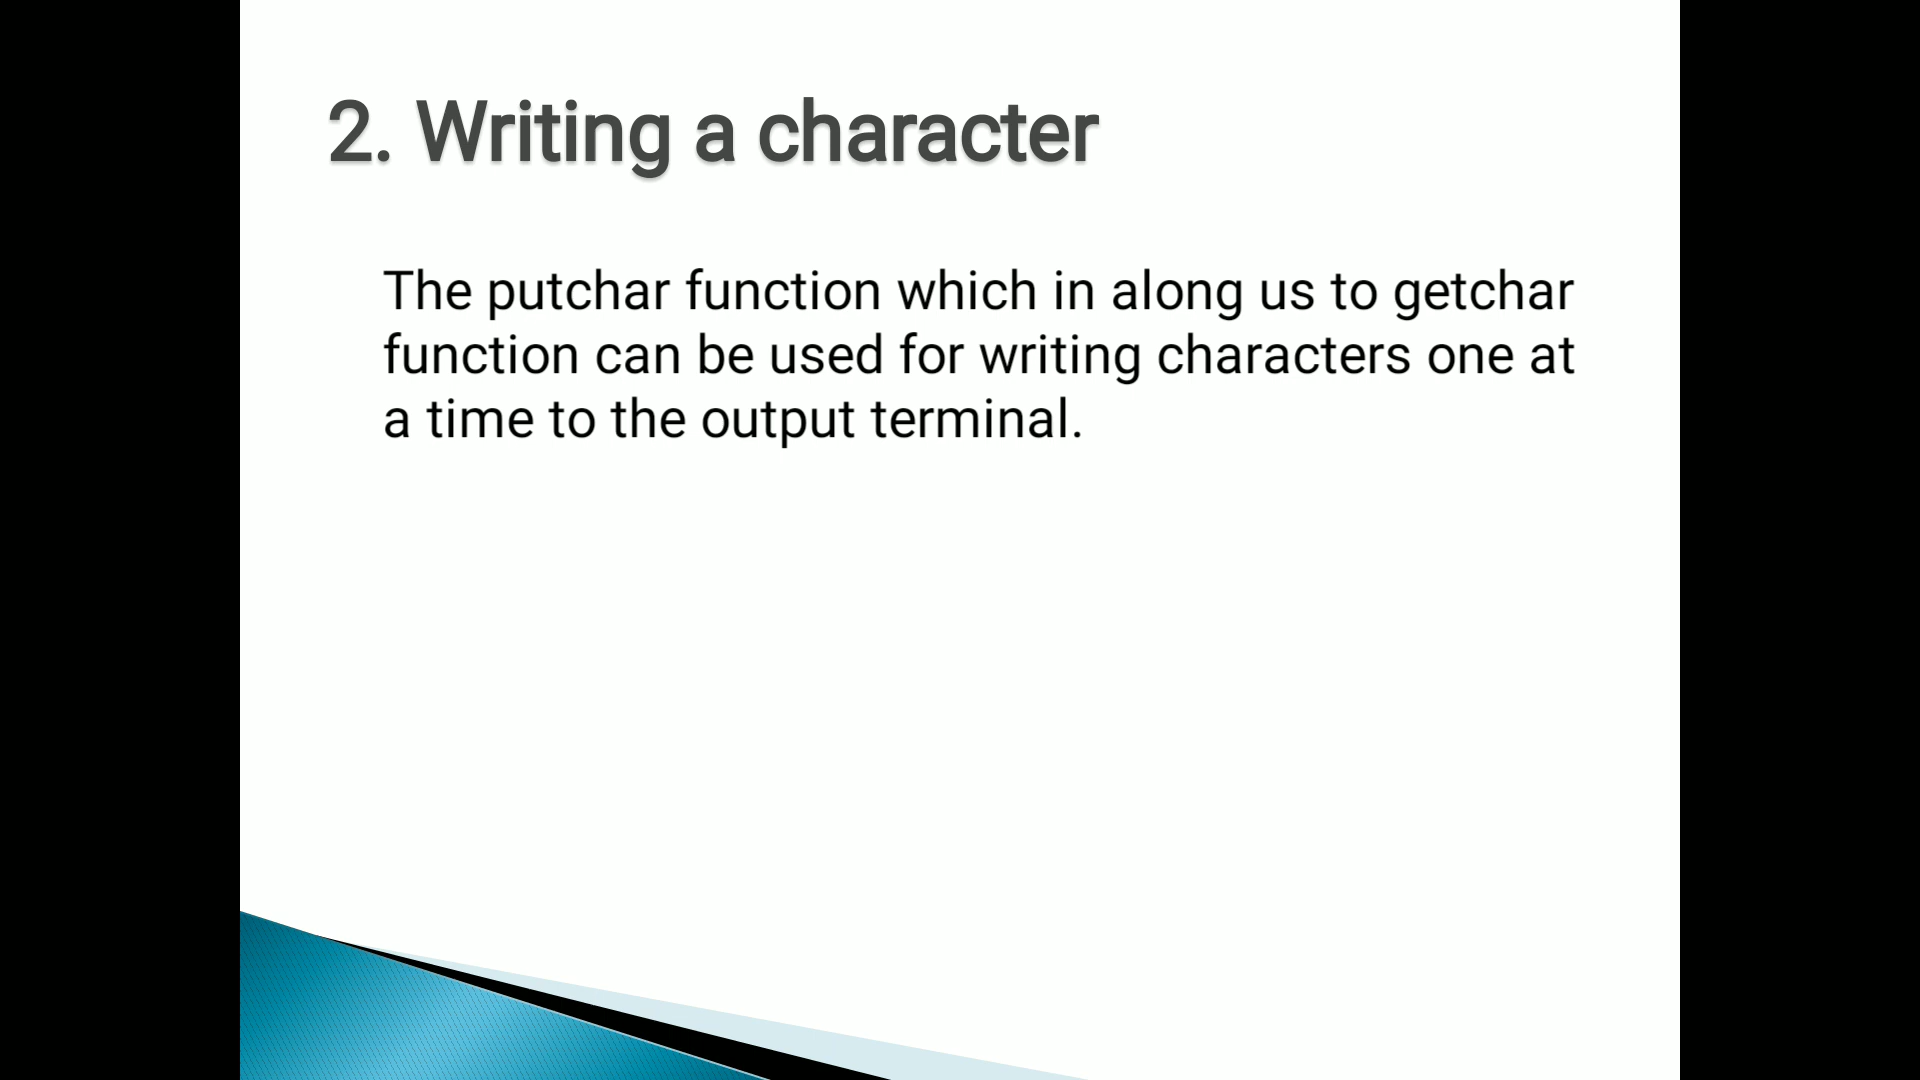 2. Writing a character
The putchar function which in along us to getchar
function can be used for writing characters one at
a time to the output terminal.